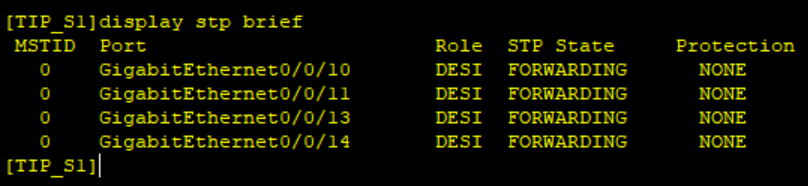 [TIP_S1]display stp brief
MSTID Port Role STP State Protection
0 GigabitEthernet0/0/10 DESI FORWARDING NONE
0 GigabitEthernet0/0/11 DESI FORWARDING NONE
0 GigabitEthernet0/0/13 DESI FORWARDING NONE
0 GigabitEthernet0/0/14 DESI FORWARDING NONE
[TIP_S1]